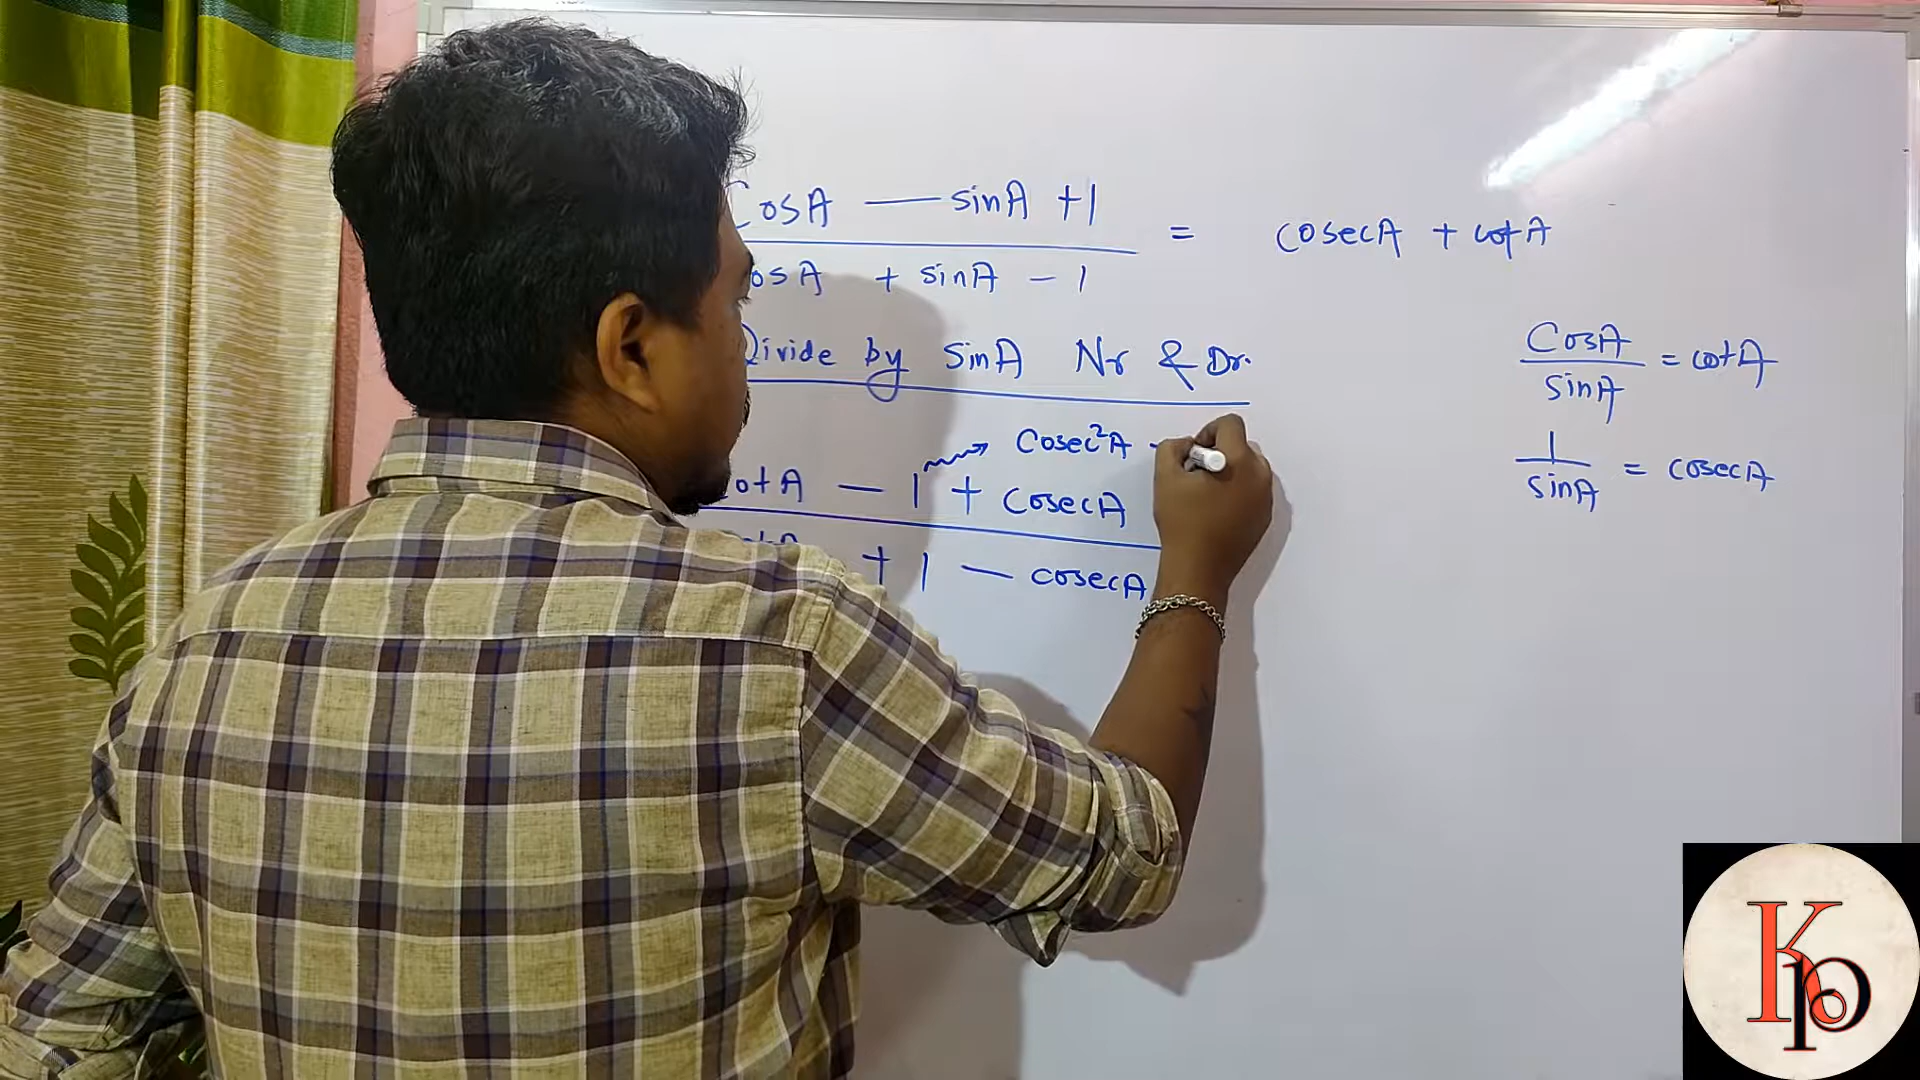 CosA — sinA + 1 = cosecA + cotA
osA + sinA - 1
Divide by SinA Nr & Dr.
CosA = cotA
sinA
Cosec²A -
otA - 1 + CosecA
1 = cosecA
sinA
+ 1 - cosecA
KP